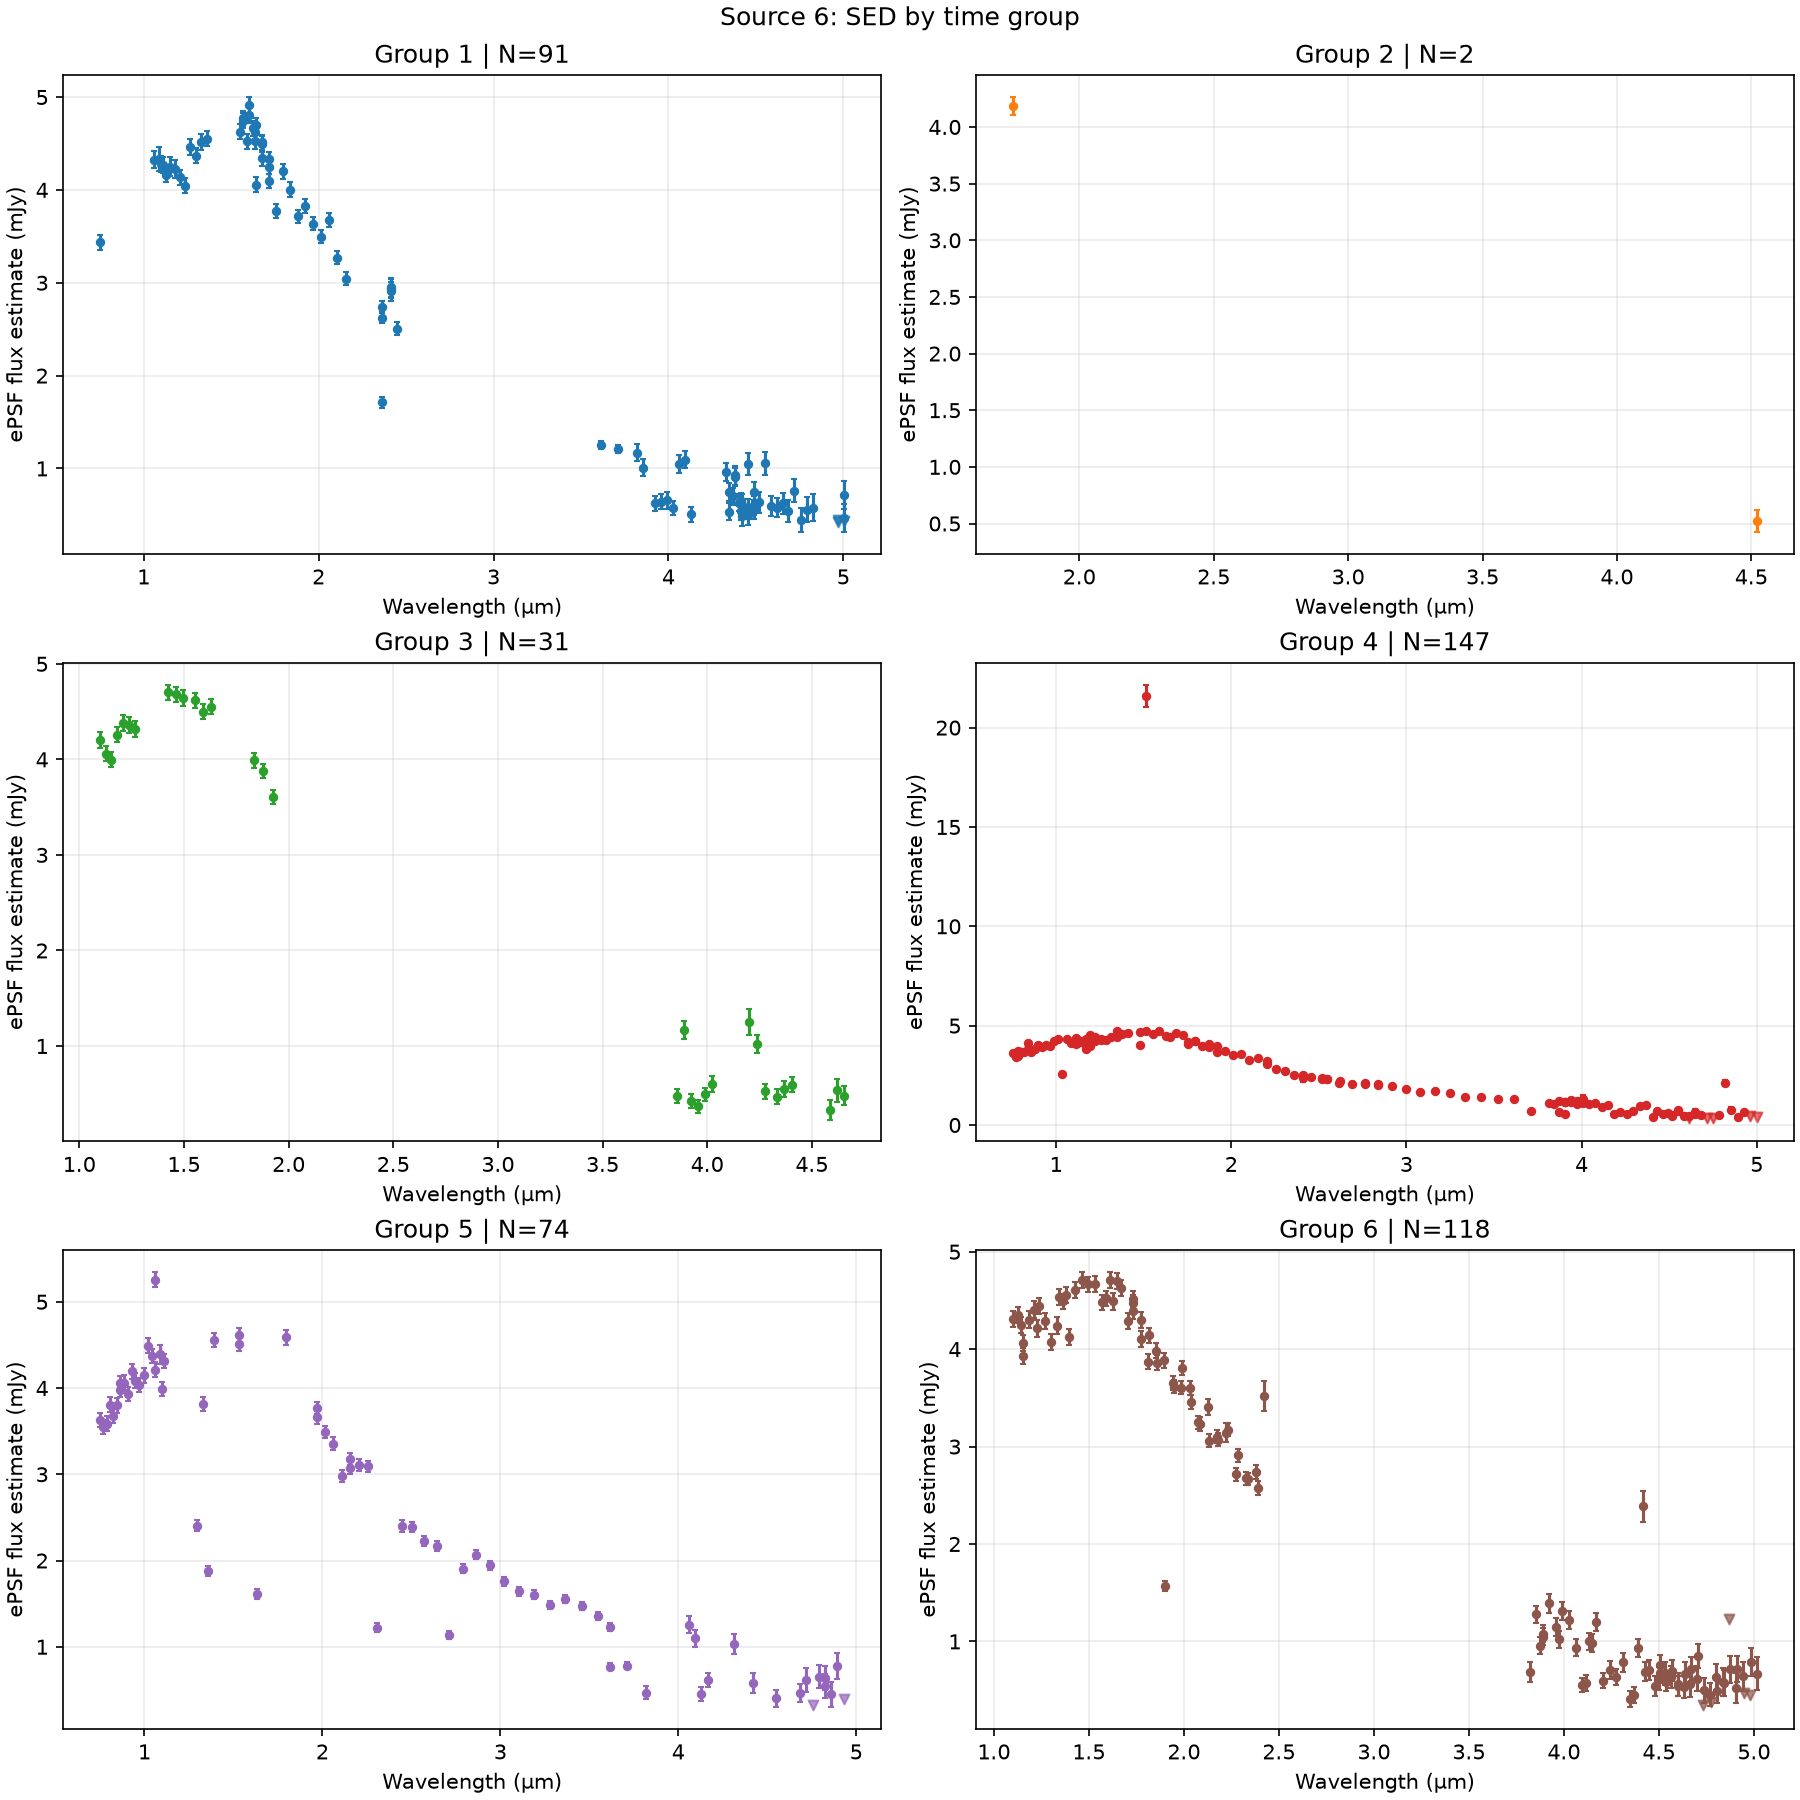 Source 6: SED by time group
Group 1 | N=91
ePSF flux estimate (mJy)
5
4
3
2
1
1 2 3 4 5
Wavelength (µm)
Group 2 | N=2
ePSF flux estimate (mJy)
4.0
3.5
3.0
2.5
2.0
1.5
1.0
0.5
2.0 2.5 3.0 3.5 4.0 4.5
Wavelength (µm)
Group 3 | N=31
ePSF flux estimate (mJy)
5
4
3
2
1
1.0 1.5 2.0 2.5 3.0 3.5 4.0 4.5
Wavelength (µm)
Group 4 | N=147
ePSF flux estimate (mJy)
20
15
10
5
0
1 2 3 4 5
Wavelength (µm)
Group 5 | N=74
ePSF flux estimate (mJy)
5
4
3
2
1
1 2 3 4 5
Wavelength (µm)
Group 6 | N=118
ePSF flux estimate (mJy)
5
4
3
2
1
1.0 1.5 2.0 2.5 3.0 3.5 4.0 4.5 5.0
Wavelength (µm)